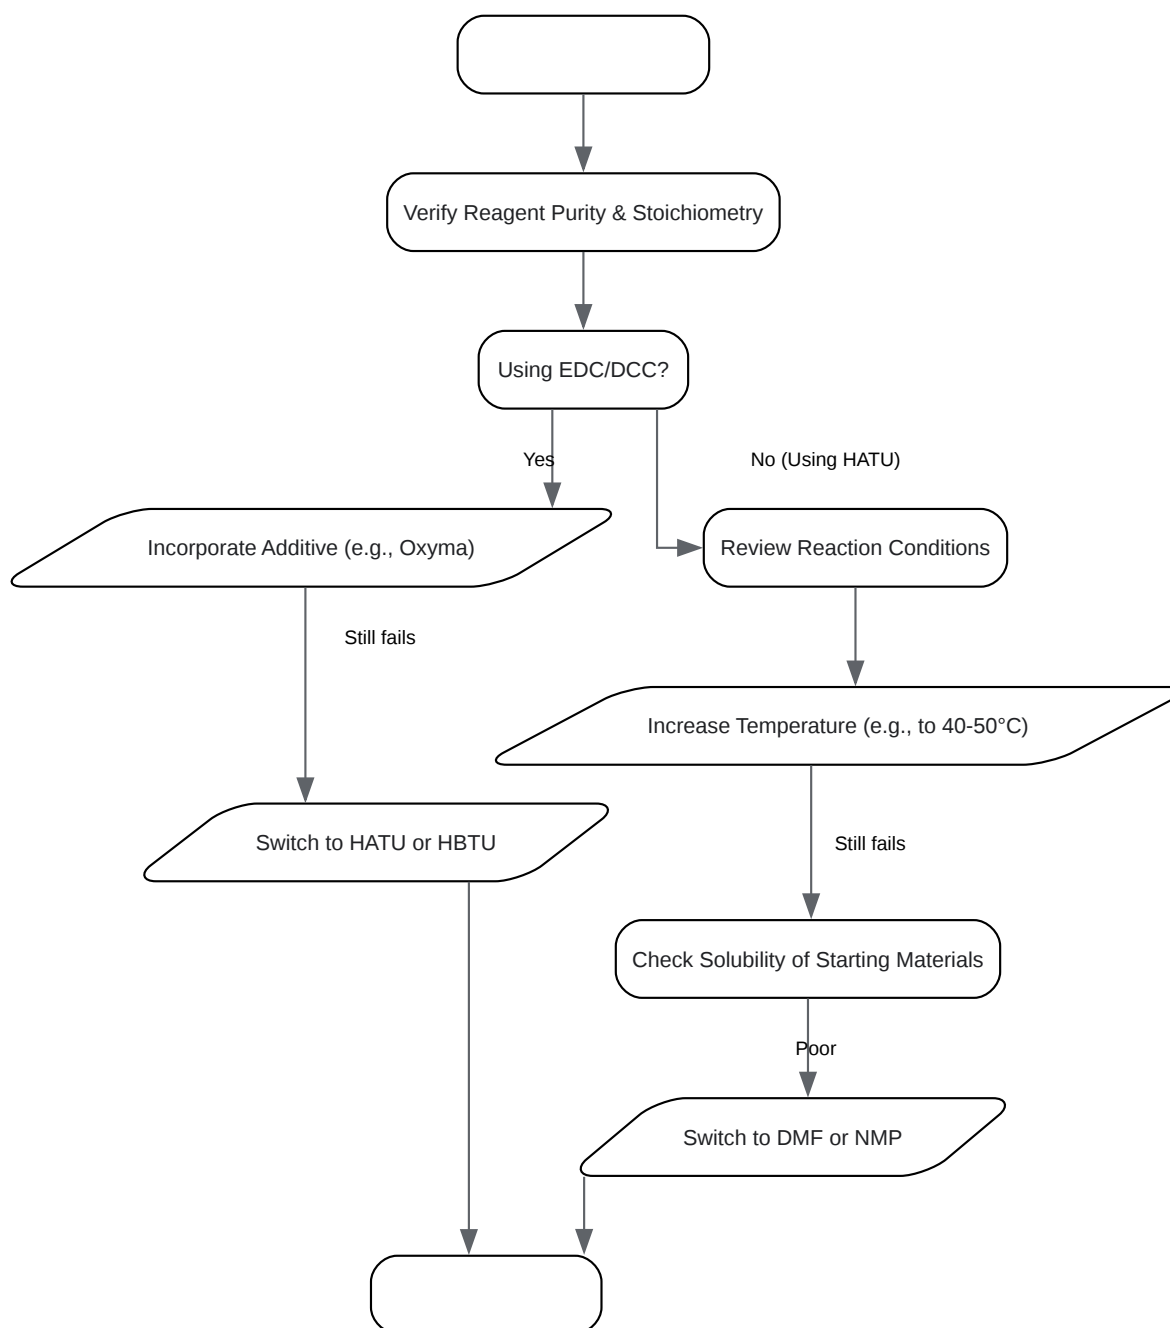 Verify Reagent Purity & Stoichiometry
Using EDC/DCC?
Yes
No (Using HATU)
Incorporate Additive (e.g., Oxyma)
Review Reaction Conditions
Still fails
Increase Temperature (e.g., to 40-50°C)
Switch to HATU or HBTU
Still fails
Check Solubility of Starting Materials
Poor
Switch to DMF or NMP